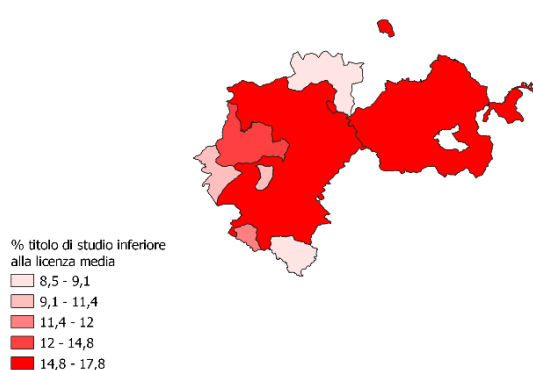 % titolo di studio inferiore
alla licenza media
8,5 - 9,1
9,1 - 11,4
11,4 - 12
12 - 14,8
14,8 - 17,8